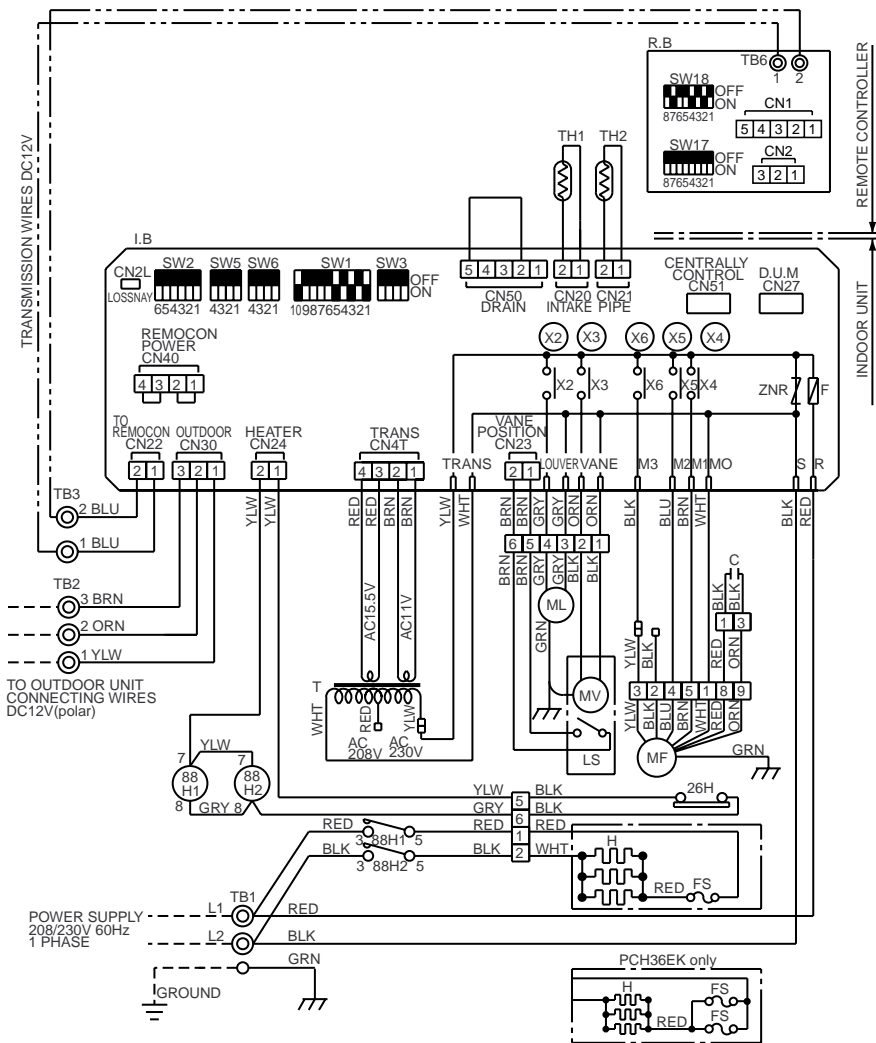 R.B
TB6
1 2
SW18
OFF
ON
87654321
CN1
5 4 3 2 1
SW17
OFF
ON
87654321
CN2
3 2 1
REMOTE CONTROLLER
INDOOR UNIT
TRANSMISSION WIRES DC12V
TH1 TH2
I.B
CN2L
LOSSNAY
SW2
654321
SW5
4321
SW6
4321
SW1
10987654321
SW3
OFF
ON
5 4 3 2 1
CN50
DRAIN
2 1
CN20
INTAKE
2 1
CN21
PIPE
CENTRALLY
CONTROL
CN51
D.U.M
CN27
REMOCON
POWER
CN40
4 3 2 1
X2 X3 X6 X5 X4
X2 X3 X6 X5 X4
ZNR F
TO
REMOCON
CN22
2 1
OUTDOOR
CN30
3 2 1
HEATER
CN24
2 1
TRANS
CN4T
4 3 2 1
TRANS
VANE
POSITION
CN23
2 1
LOUVER VANE M3 M2 M1 MO S R
TB3
2 BLU
1 BLU
TB2
3 BRN
2 ORN
1 YLW
TO OUTDOOR UNIT
CONNECTING WIRES
DC12V(polar)
YLW YLW RED RED BRN BRN YLW WHT BRN BRN GRY GRY ORN ORN BLK BLU BRN WHT BLK RED
6 5 4 3 2 1
BRN BRN GRY GRY BLK BLK
AC15.5V AC11V
ML
GRN
MV
LS
C
BLK BLK
1 3
YLW BLK RED ORN
3 2 4 5 1 8 9
YLW BLK BLU BRN WHT RED ORN
MF
GRN
T
WHT RED YLW
AC
208V
AC
230V
7 YLW 7
88
H1
88
H2
8 GRY 8
YLW 5 BLK
GRY 6 BLK
26H
RED 3 88H1 5 RED 1 RED
BLK 3 88H2 5 BLK 2 WHT
H
RED FS
POWER SUPPLY
208/230V 60Hz
1 PHASE
TB1
L1 RED
L2 BLK
GRN
GROUND
PCH36EK only
H
RED
FS
FS